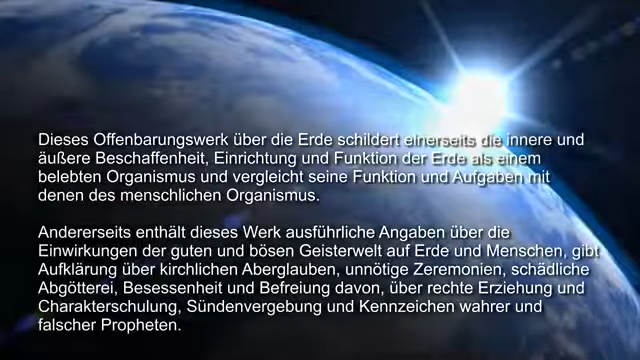 Dieses Offenbarungswerk über die Erde schildert einerseits die innere und
äußere Beschaffenheit, Einrichtung und Funktion der Erde als einem
belebten Organismus und vergleicht seine Funktion und Aufgaben mit
denen des menschlichen Organismus.
Andererseits enthält dieses Werk ausführliche Angaben über die
Einwirkungen der guten und bösen Geisterwelt auf Erde und Menschen, gibt
Aufklärung über kirchlichen Aberglauben, unnötige Zeremonien, schädliche
Abgötterei, Besessenheit und Befreiung davon, über rechte Erziehung und
Charakterschulung, Sündenvergebung und Kennzeichen wahrer und
falscher Propheten.